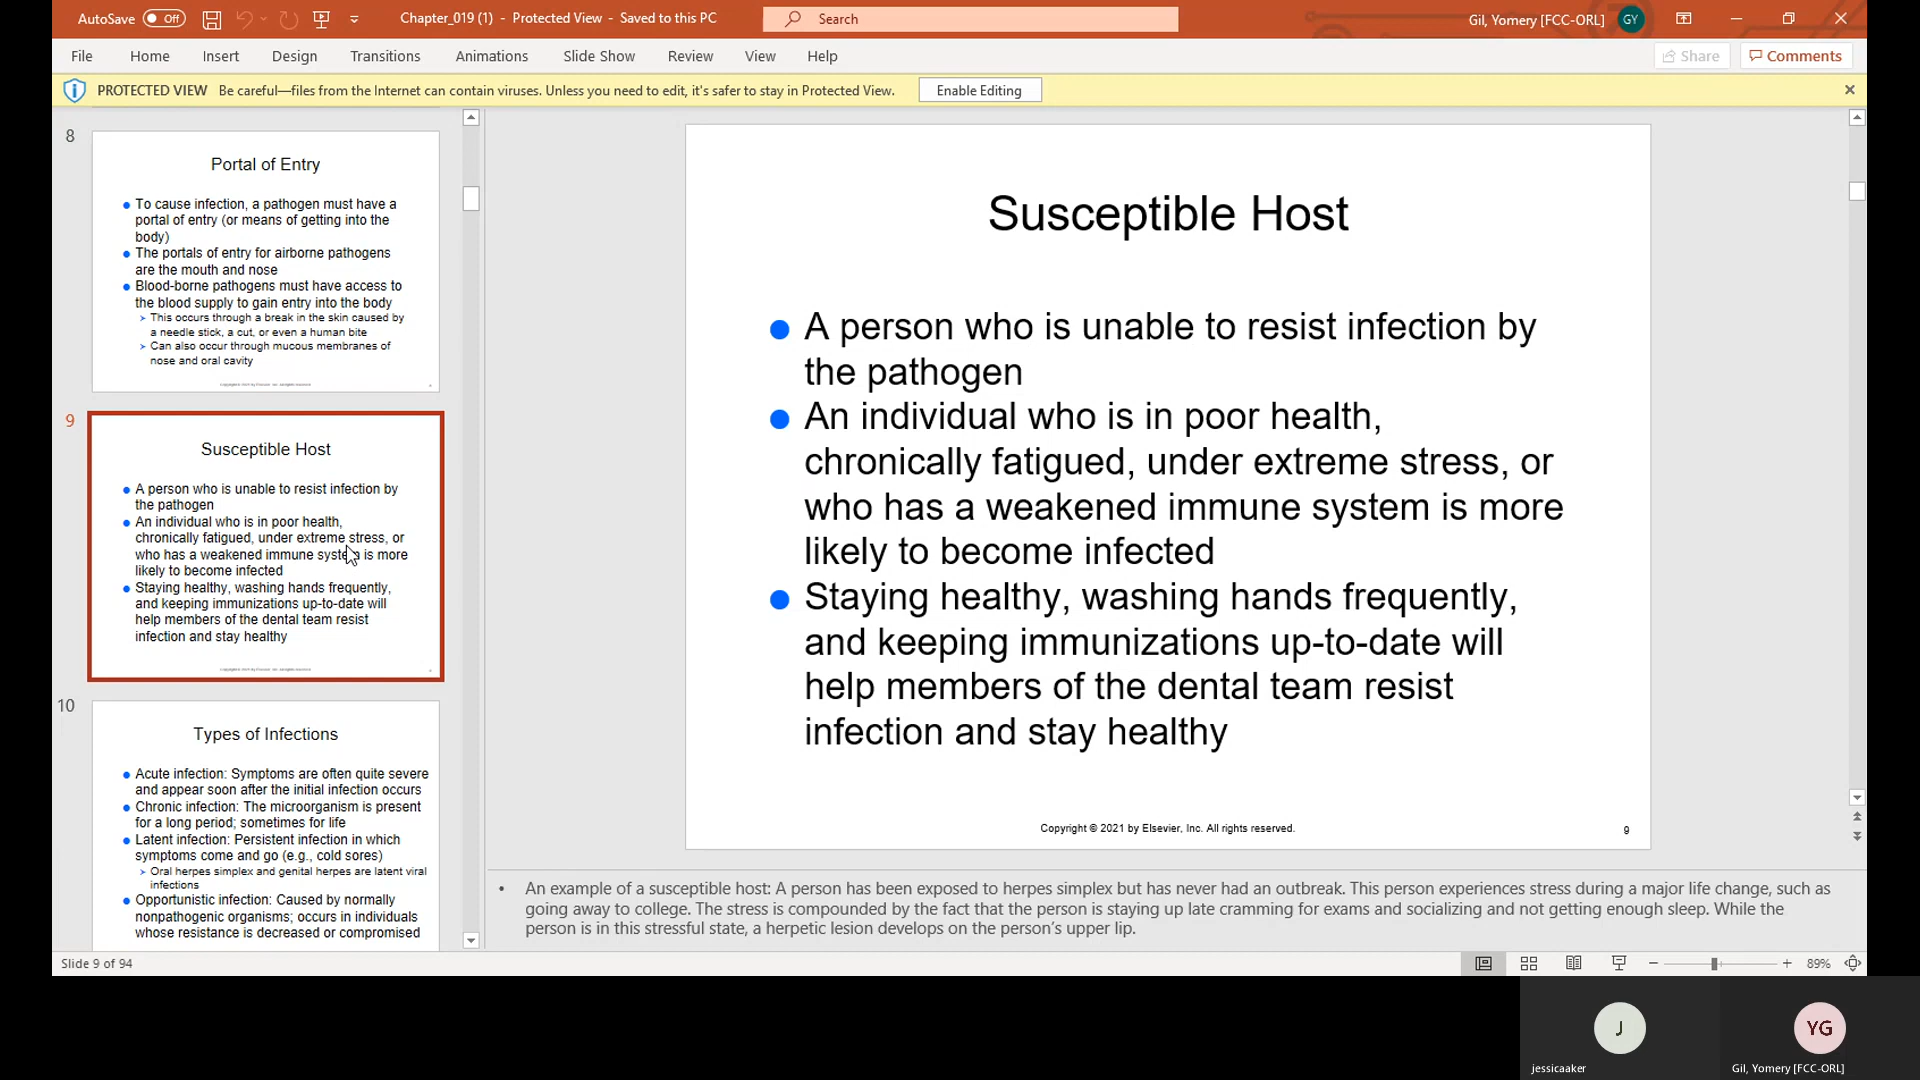 AutoSave Off Chapter_019 (1) - Protected View - Saved to this PC Search Gil, Yomery [FCC-ORL] GY
File Home Insert Design Transitions Animations Slide Show Review View Help Share Comments
PROTECTED VIEW Be careful—files from the Internet can contain viruses. Unless you need to edit, it's safer to stay in Protected View. Enable Editing
8
Portal of Entry
To cause infection, a pathogen must have a
portal of entry (or means of getting into the
body)
The portals of entry for airborne pathogens
are the mouth and nose
Blood-borne pathogens must have access to
the blood supply to gain entry into the body
This occurs through a break in the skin caused by
a needle stick, a cut, or even a human bite
Can also occur through mucous membranes of
nose and oral cavity
9
Susceptible Host
A person who is unable to resist infection by
the pathogen
An individual who is in poor health,
chronically fatigued, under extreme stress, or
who has a weakened immune system is more
likely to become infected
Staying healthy, washing hands frequently,
and keeping immunizations up-to-date will
help members of the dental team resist
infection and stay healthy
10
Types of Infections
Acute infection: Symptoms are often quite severe
and appear soon after the initial infection occurs
Chronic infection: The microorganism is present
for a long period; sometimes for life
Latent infection: Persistent infection in which
symptoms come and go (e.g., cold sores)
Oral herpes simplex and genital herpes are latent viral
infections
Opportunistic infection: Caused by normally
nonpathogenic organisms; occurs in individuals
whose resistance is decreased or compromised
Susceptible Host
A person who is unable to resist infection by
the pathogen
An individual who is in poor health,
chronically fatigued, under extreme stress, or
who has a weakened immune system is more
likely to become infected
Staying healthy, washing hands frequently,
and keeping immunizations up-to-date will
help members of the dental team resist
infection and stay healthy
Copyright © 2021 by Elsevier, Inc. All rights reserved. 9
• An example of a susceptible host: A person has been exposed to herpes simplex but has never had an outbreak. This person experiences stress during a major life change, such as
going away to college. The stress is compounded by the fact that the person is staying up late cramming for exams and socializing and not getting enough sleep. While the
person is in this stressful state, a herpetic lesion develops on the person's upper lip.
Slide 9 of 94 89%
J YG
jessicaaker Gil, Yomery [FCC-ORL]